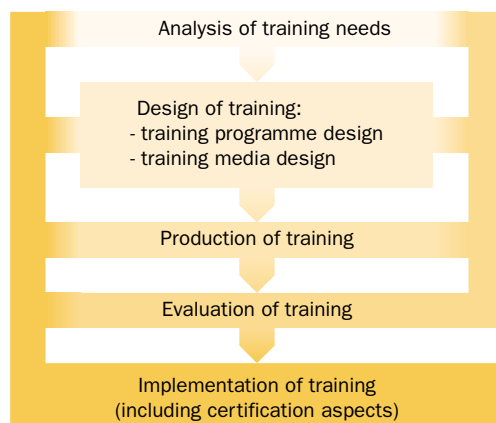 Analysis of training needs
Design of training:
- training programme design
- training media design
Production of training
Evaluation of training
Implementation of training
(including certification aspects)